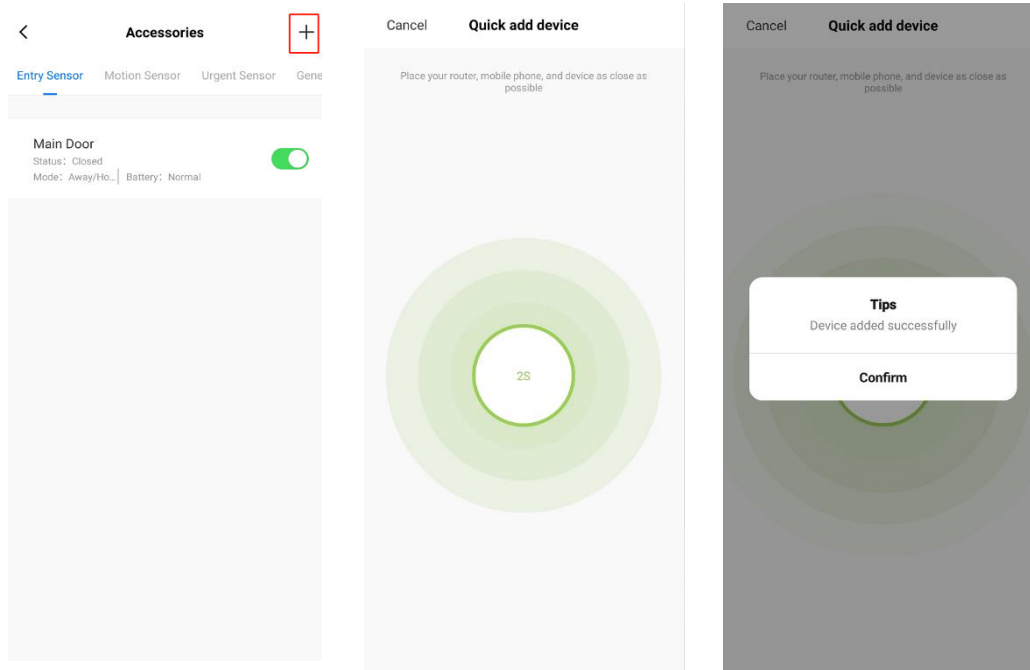 Accessories
Entry Sensor Motion Sensor Urgent Sensor Gene
Main Door
Status: Closed
Mode: Away/Ho... Battery: Normal
Cancel Quick add device
Place your router, mobile phone, and device as close as
possible
2S
Cancel Quick add device
Place your router, mobile phone, and device as close as
possible
Tips
Device added successfully
Confirm